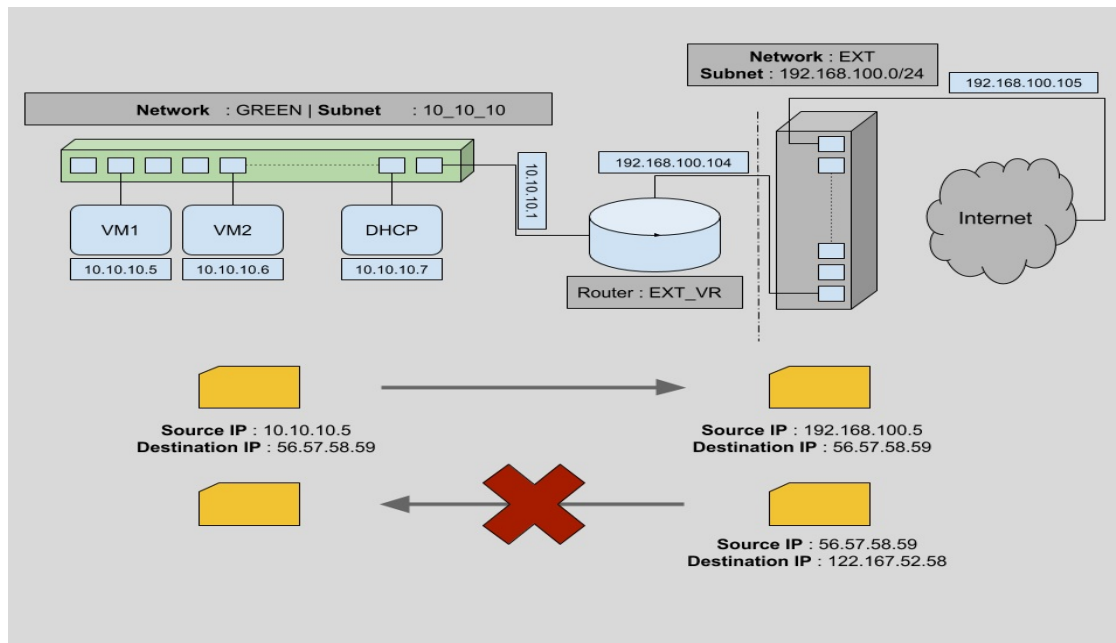 Network : EXT
Subnet : 192.168.100.0/24
192.168.100.105
Network : GREEN | Subnet : 10_10_10
10.10.10.1
192.168.100.104
VM1
VM2
DHCP
Internet
10.10.10.5
10.10.10.6
10.10.10.7
Router : EXT_VR
Source IP : 10.10.10.5
Destination IP : 56.57.58.59
Source IP : 192.168.100.5
Destination IP : 56.57.58.59
Source IP : 56.57.58.59
Destination IP : 122.167.52.58